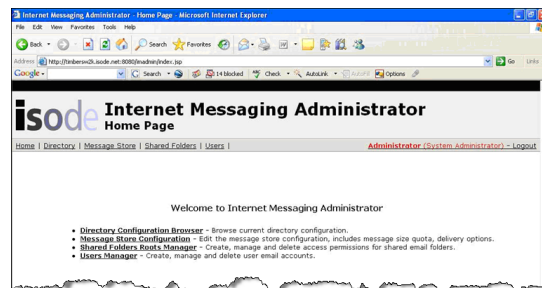 Internet Messaging Administrator - Home Page - Microsoft Internet Explorer
File Edit View Favorites Tools Help
Back Search Favorites
Address http://timbersw2k.isode.net:8080/imadmin/index.jsp Go Links
Google Search 14 blocked Check AutoLink AutoFill Options
isode Internet Messaging Administrator
Home Page
Home | Directory | Message Store | Shared Folders | Users | Administrator (System Administrator) - Logout
Welcome to Internet Messaging Administrator
• Directory Configuration Browser - Browse current directory configuration.
• Message Store Configuration - Edit the message store configuration, includes message size quota, delivery options.
• Shared Folders Roots Manager - Create, manage and delete access permissions for shared email folders.
• Users Manager - Create, manage and delete user email accounts.